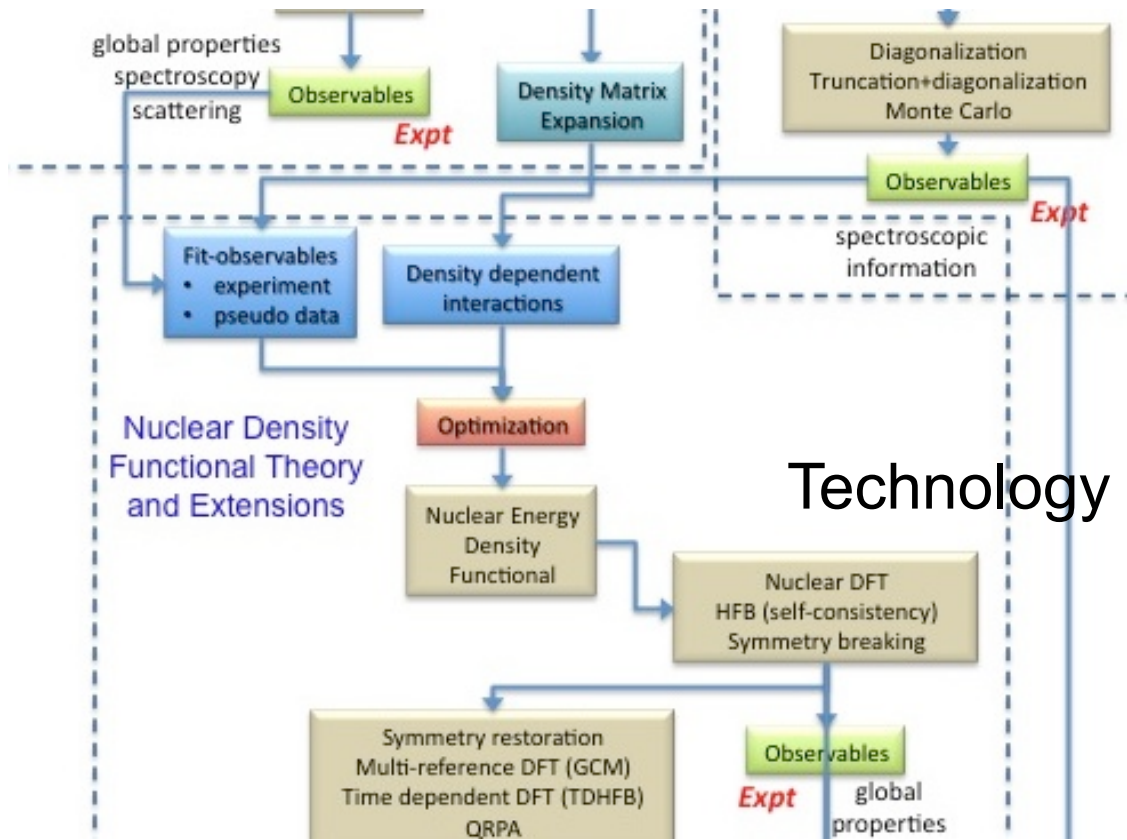 global properties
spectroscopy
scattering
Observables
Expt
Density Matrix
Expansion
Diagonalization
Truncation+diagonalization
Monte Carlo
Observables
Expt
spectroscopic
information
Fit-observables
• experiment
• pseudo data
Density dependent
interactions
Optimization
Nuclear Density
Functional Theory
and Extensions
Technology
Nuclear Energy
Density
Functional
Nuclear DFT
HFB (self-consistency)
Symmetry breaking
Symmetry restoration
Multi-reference DFT (GCM)
Time dependent DFT (TDHFB)
QRPA
Observables
Expt
global
properties